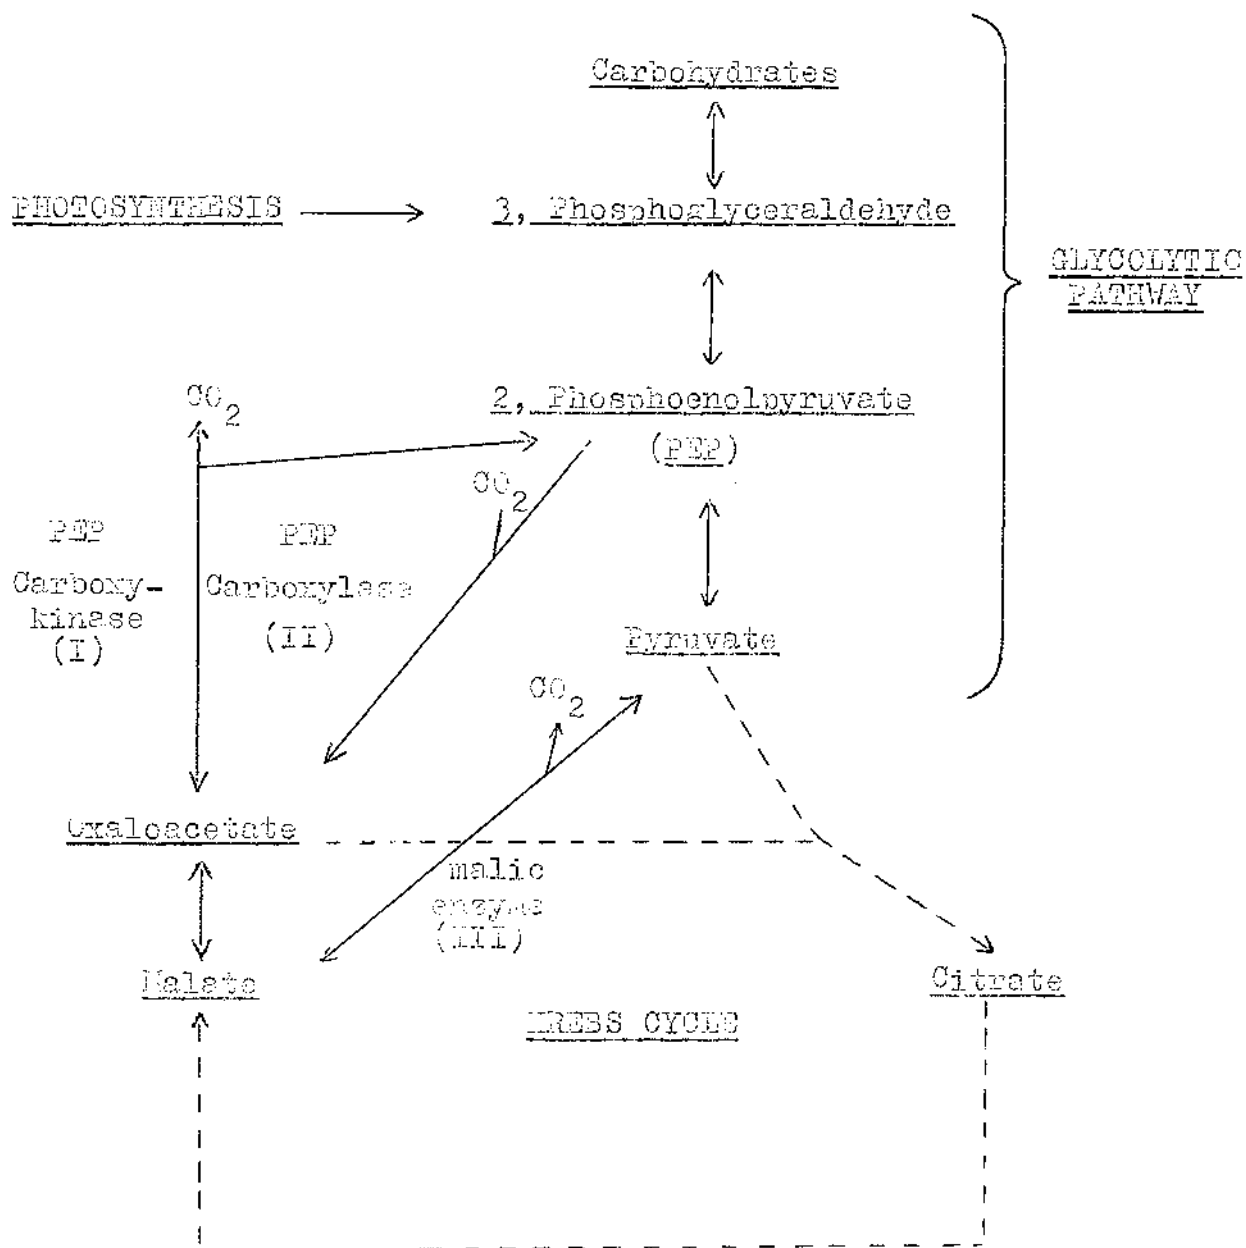 Carbohydrates
PHOTOSYNTHESIS
3, Phosphoglyceraldehyde
GLYCOLYTIC
PATHWAY
CO2
2, Phosphoenolpyruvate
(PEP)
CO2
PEP
Carboxy-
kinase
(I)
PEP
Carboxylase
(II)
Pyruvate
CO2
Oxaloacetate
malic
enzyme
(III)
Malate
Citrate
KREBS CYCLE